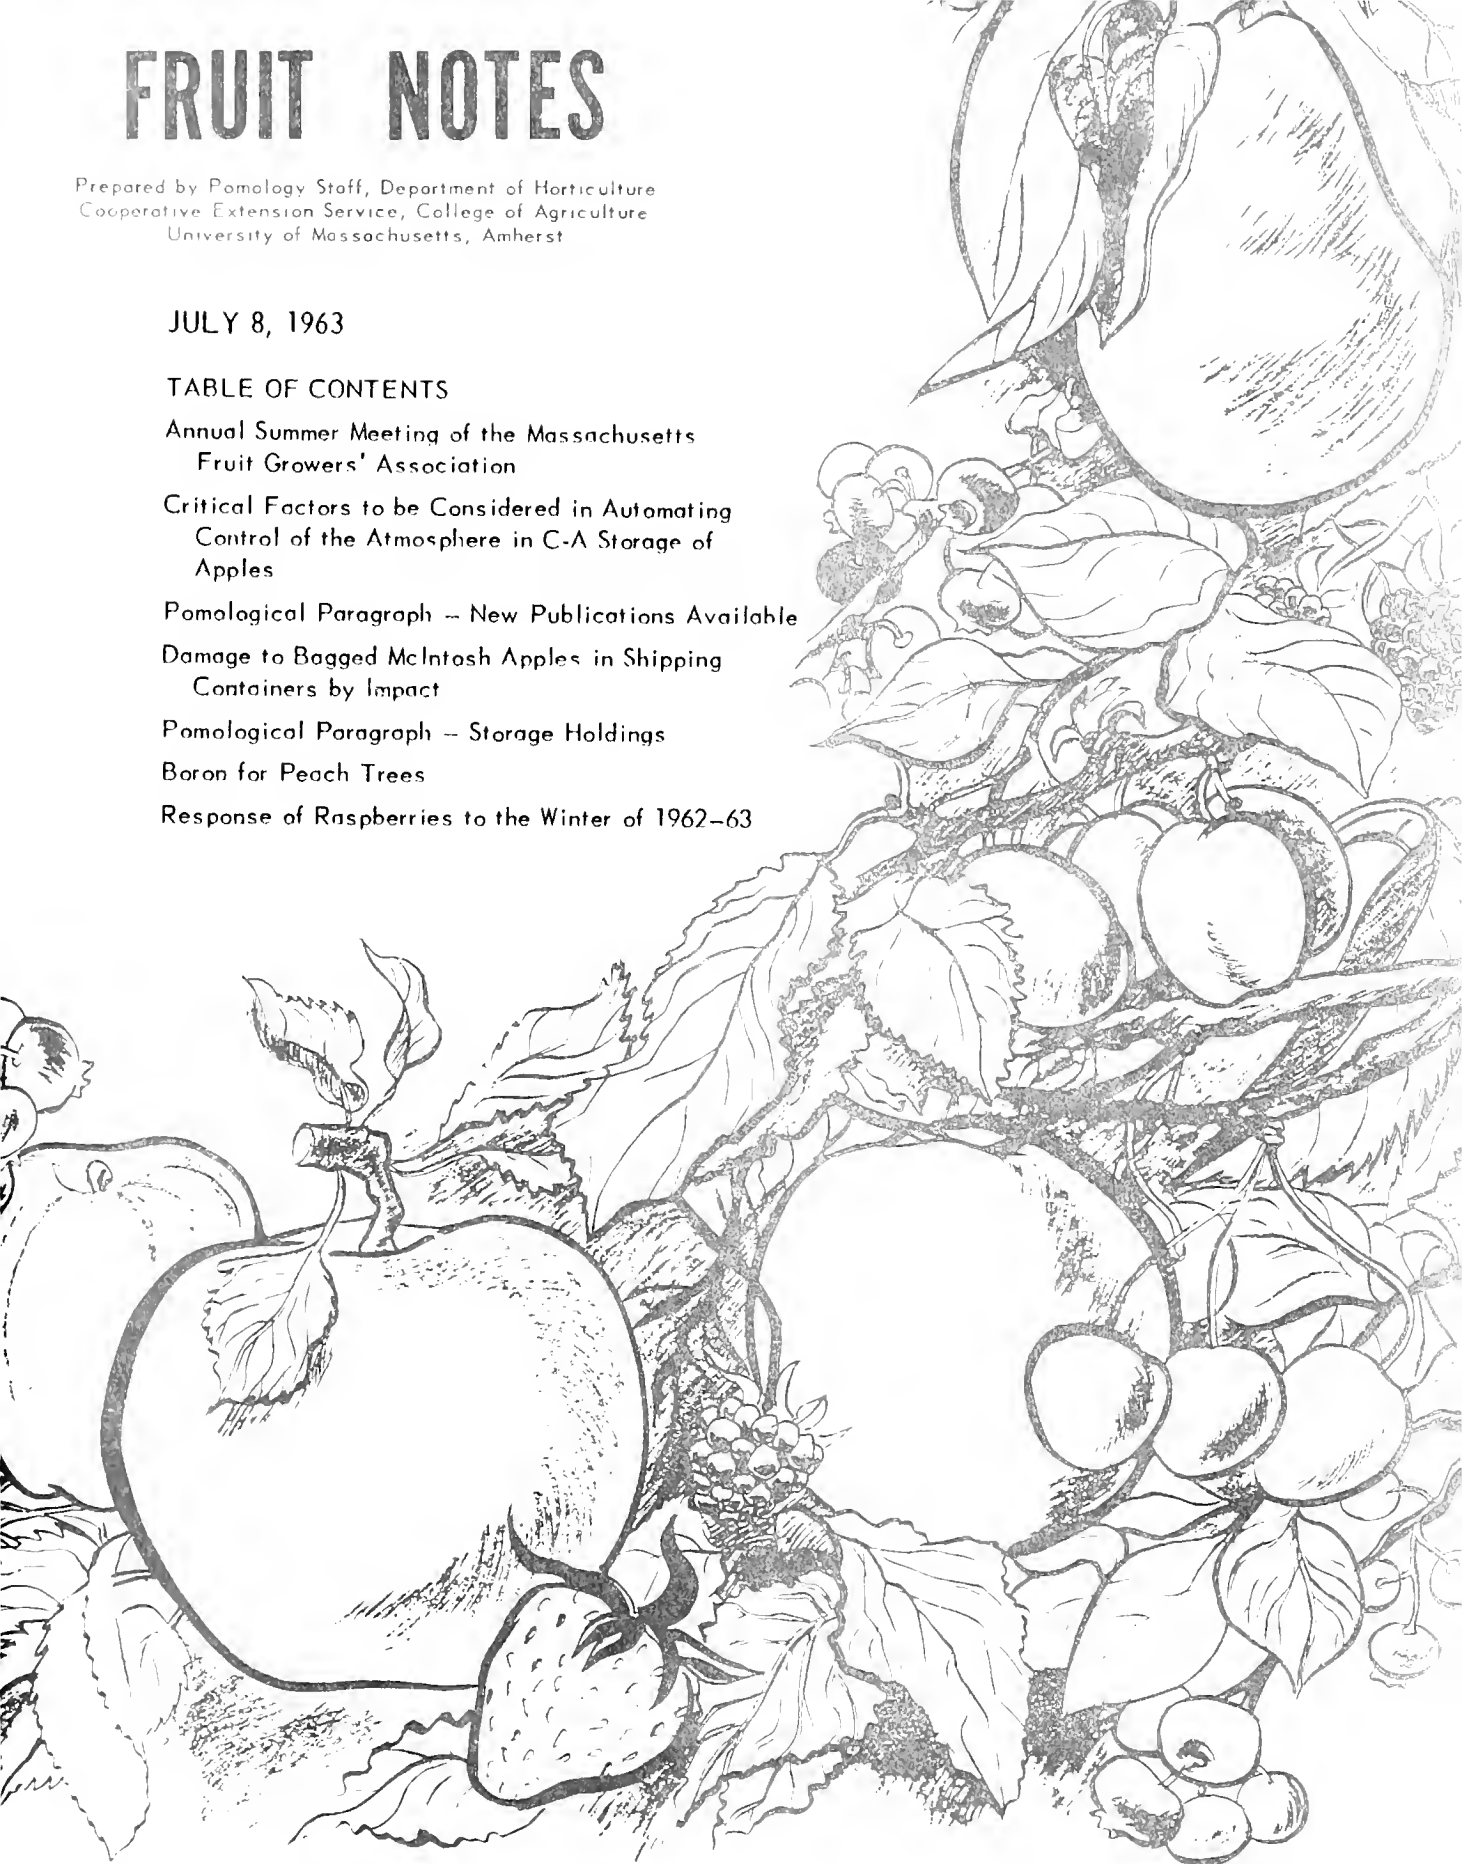 FRUIT NOTES
Prepared by Pomology Staff, Department of Horticulture
Cooperative Extension Service, College of Agriculture
University of Massachusetts, Amherst
JULY 8, 1963
TABLE OF CONTENTS
Annual Summer Meeting of the Massachusetts
Fruit Growers' Association
Critical Factors to be Considered in Automating
Control of the Atmosphere in C-A Storage of
Apples
Pomological Paragraph – New Publications Available
Damage to Bagged McIntosh Apples in Shipping
Containers by Impact
Pomological Paragraph – Storage Holdings
Boron for Peach Trees
Response of Raspberries to the Winter of 1962–63